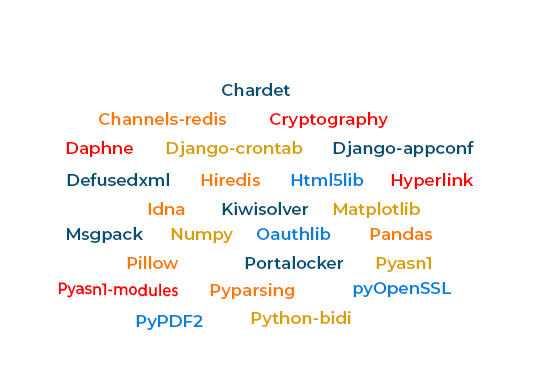 Chardet
Channels-redis Cryptography
Daphne Django-crontab Django-appconf
Defusedxml Hiredis Html5lib Hyperlink
Idna Kiwisolver Matplotlib
Msgpack Numpy Oauthlib Pandas
Pillow Portalocker Pyasn1
Pyasn1-modules Pyparsing pyOpenSSL
PyPDF2 Python-bidi